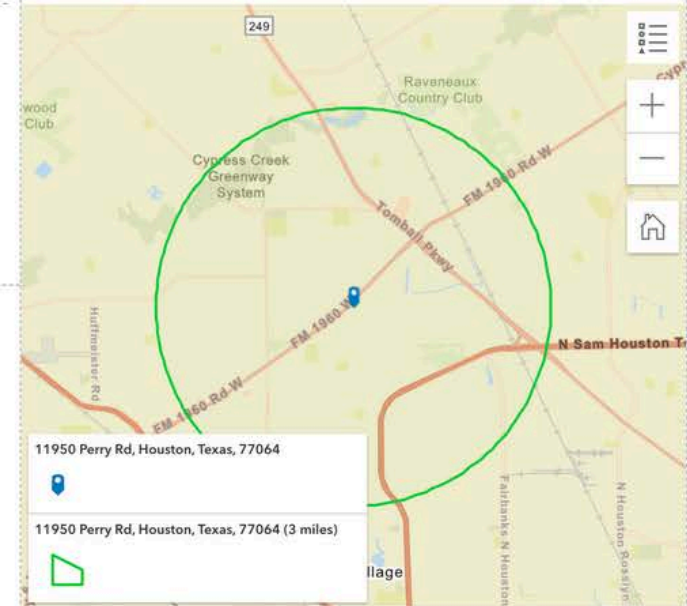 249
Raveneaux
Country Club
wood
Club
Cypr
Cypress Creek
Greenway
System
FM 1960 Rd W
Tomball Pkwy
FM 1960 W
Huffmeister Rd
N Sam Houston T
FM 1960 Rd W
11950 Perry Rd, Houston, Texas, 77064
11950 Perry Rd, Houston, Texas, 77064 (3 miles)
Fairbanks N Houston
N Houston Rosslyn
llage